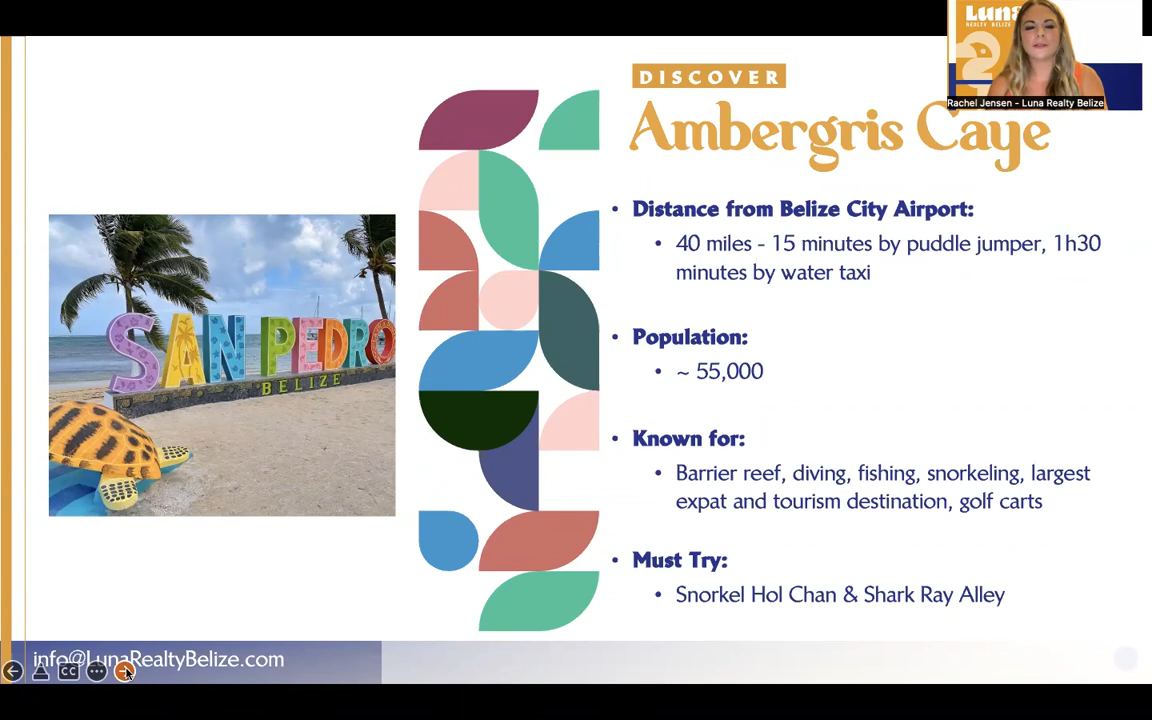 Luna
REALTY BELIZE
Rachel Jensen - Luna Realty Belize
DISCOVER
Ambergris Caye
• Distance from Belize City Airport:
• 40 miles - 15 minutes by puddle jumper, 1h30
minutes by water taxi
• Population:
• ~ 55,000
• Known for:
• Barrier reef, diving, fishing, snorkeling, largest
expat and tourism destination, golf carts
• Must Try:
• Snorkel Hol Chan & Shark Ray Alley
SAN PEDRO
BELIZE
info@LunaRealtyBelize.com
CC